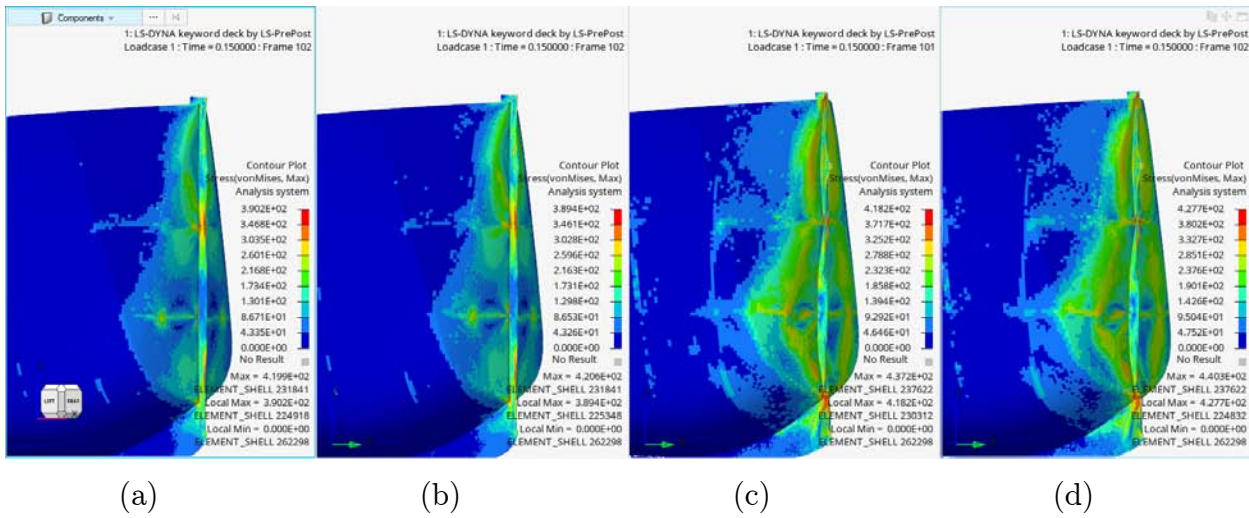 Components
1: LS-DYNA keyword deck by LS-PrePost
Loadcase 1 : Time = 0.150000 : Frame 102
Contour Plot
Stress(vonMises, Max)
Analysis system
3.902E+02
3.468E+02
3.035E+02
2.601E+02
2.168E+02
1.734E+02
1.301E+02
8.671E+01
4.335E+01
0.000E+00
No Result
Max = 4.199E+02
ELEMENT_SHELL 231841
Local Max = 3.902E+02
ELEMENT_SHELL 224918
Local Min = 0.000E+00
ELEMENT_SHELL 262298
LEFT
(a)
1: LS-DYNA keyword deck by LS-PrePost
Loadcase 1 : Time = 0.150000 : Frame 102
Contour Plot
Stress(vonMises, Max)
Analysis system
3.894E+02
3.461E+02
3.028E+02
2.596E+02
2.163E+02
1.731E+02
1.298E+02
8.653E+01
4.326E+01
0.000E+00
No Result
Max = 4.206E+02
ELEMENT_SHELL 231841
Local Max = 3.894E+02
ELEMENT_SHELL 225348
Local Min = 0.000E+00
ELEMENT_SHELL 262298
(b)
1: LS-DYNA keyword deck by LS-PrePost
Loadcase 1 : Time = 0.150000 : Frame 101
Contour Plot
Stress(vonMises, Max)
Analysis system
4.182E+02
3.717E+02
3.252E+02
2.788E+02
2.323E+02
1.858E+02
1.394E+02
9.292E+01
4.646E+01
0.000E+00
No Result
Max = 4.372E+02
ELEMENT_SHELL 237622
Local Max = 4.182E+02
ELEMENT_SHELL 230312
Local Min = 0.000E+00
ELEMENT_SHELL 262298
(c)
1: LS-DYNA keyword deck by LS-PrePost
Loadcase 1 : Time = 0.150000 : Frame 102
Contour Plot
Stress(vonMises, Max)
Analysis system
4.277E+02
3.802E+02
3.327E+02
2.851E+02
2.376E+02
1.901E+02
1.426E+02
9.504E+01
4.752E+01
0.000E+00
No Result
Max = 4.403E+02
ELEMENT_SHELL 237622
Local Max = 4.277E+02
ELEMENT_SHELL 224832
Local Min = 0.000E+00
ELEMENT_SHELL 262298
(d)